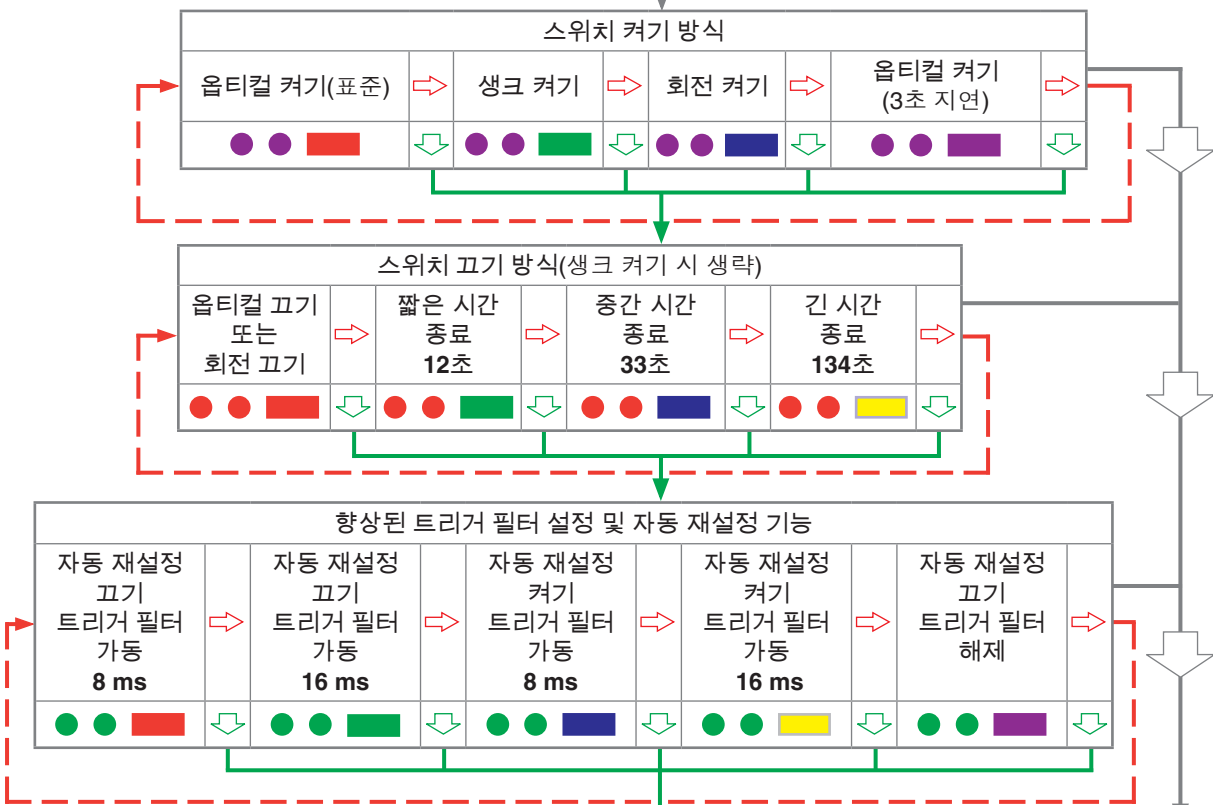 스위치 켜기 방식
옵티컬 켜기(표준)
생크 켜기
회전 켜기
옵티컬 켜기
(3초 지연)
스위치 끄기 방식(생크 켜기 시 생략)
옵티컬 끄기
또는
회전 끄기
짧은 시간
종료
12초
중간 시간
종료
33초
긴 시간
종료
134초
향상된 트리거 필터 설정 및 자동 재설정 기능
자동 재설정
끄기
트리거 필터
가동
8 ms
자동 재설정
끄기
트리거 필터
가동
16 ms
자동 재설정
켜기
트리거 필터
가동
8 ms
자동 재설정
켜기
트리거 필터
가동
16 ms
자동 재설정
끄기
트리거 필터
해제